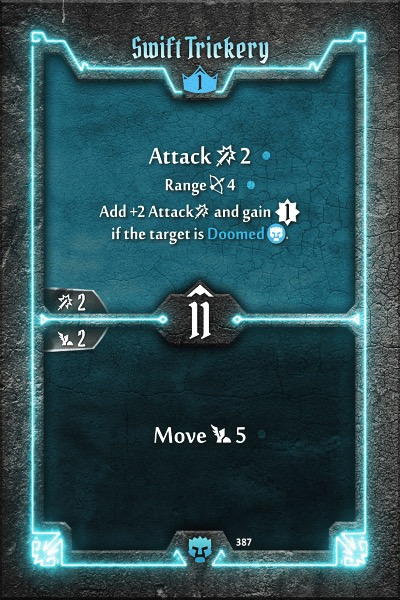 Swift Trickery
1
Attack 2
Range 4
Add +2 Attack and gain 1
if the target is Doomed.
2
11
2
Move 5
387